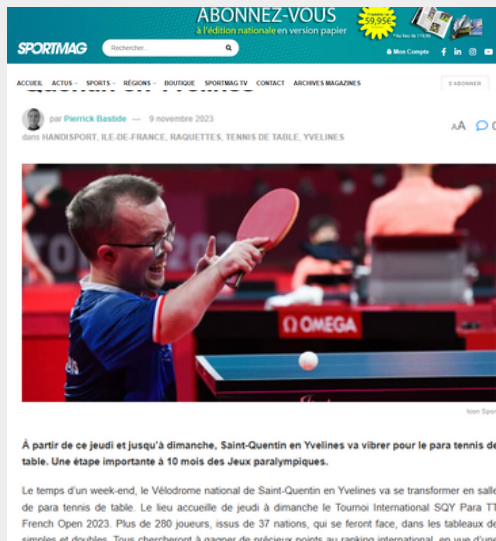 ABONNEZ-VOUS
à l'édition nationale en version papier
59,95€
SPORTMAG
Rechercher...
Mon Compte
ACCUEIL ACTUS SPORTS RÉGIONS BOUTIQUE SPORTMAG TV CONTACT ARCHIVES MAGAZINES
S'ABONNER
Quentin en Yvelines
par Pierrick Bastide — 9 novembre 2023
AA 0
dans HANDISPORT, ILE-DE-FRANCE, RAQUETTES, TENNIS DE TABLE, YVELINES
Ω OMEGA
Icon Spor
À partir de ce jeudi et jusqu'à dimanche, Saint-Quentin en Yvelines va vibrer pour le para tennis de
table. Une étape importante à 10 mois des Jeux paralympiques.
Le temps d'un week-end, le Vélodrome national de Saint-Quentin en Yvelines va se transformer en salle
de para tennis de table. Le lieu accueille de jeudi à dimanche le Tournoi International SQY Para TT
French Open 2023. Plus de 280 joueurs, issus de 37 nations, qui se feront face, dans les tableaux de
simples et doubles. Tous chercheront à gagner de précieux points au ranking international, en vue d'une